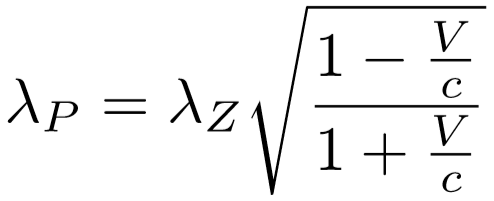 λ_P = λ_Z √((1 − V/c)/(1 + V/c))